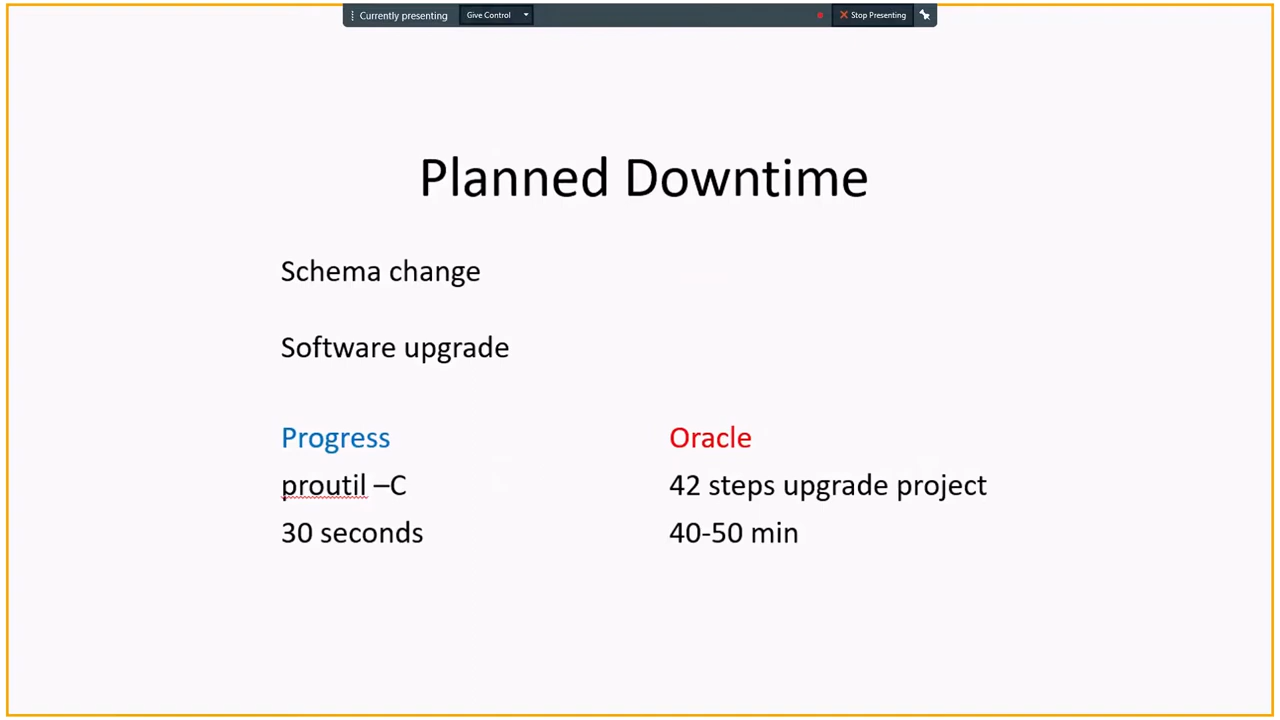 Currently presenting Give Control Stop Presenting
Planned Downtime
Schema change
Software upgrade
Progress Oracle
proutil –C 42 steps upgrade project
30 seconds 40-50 min